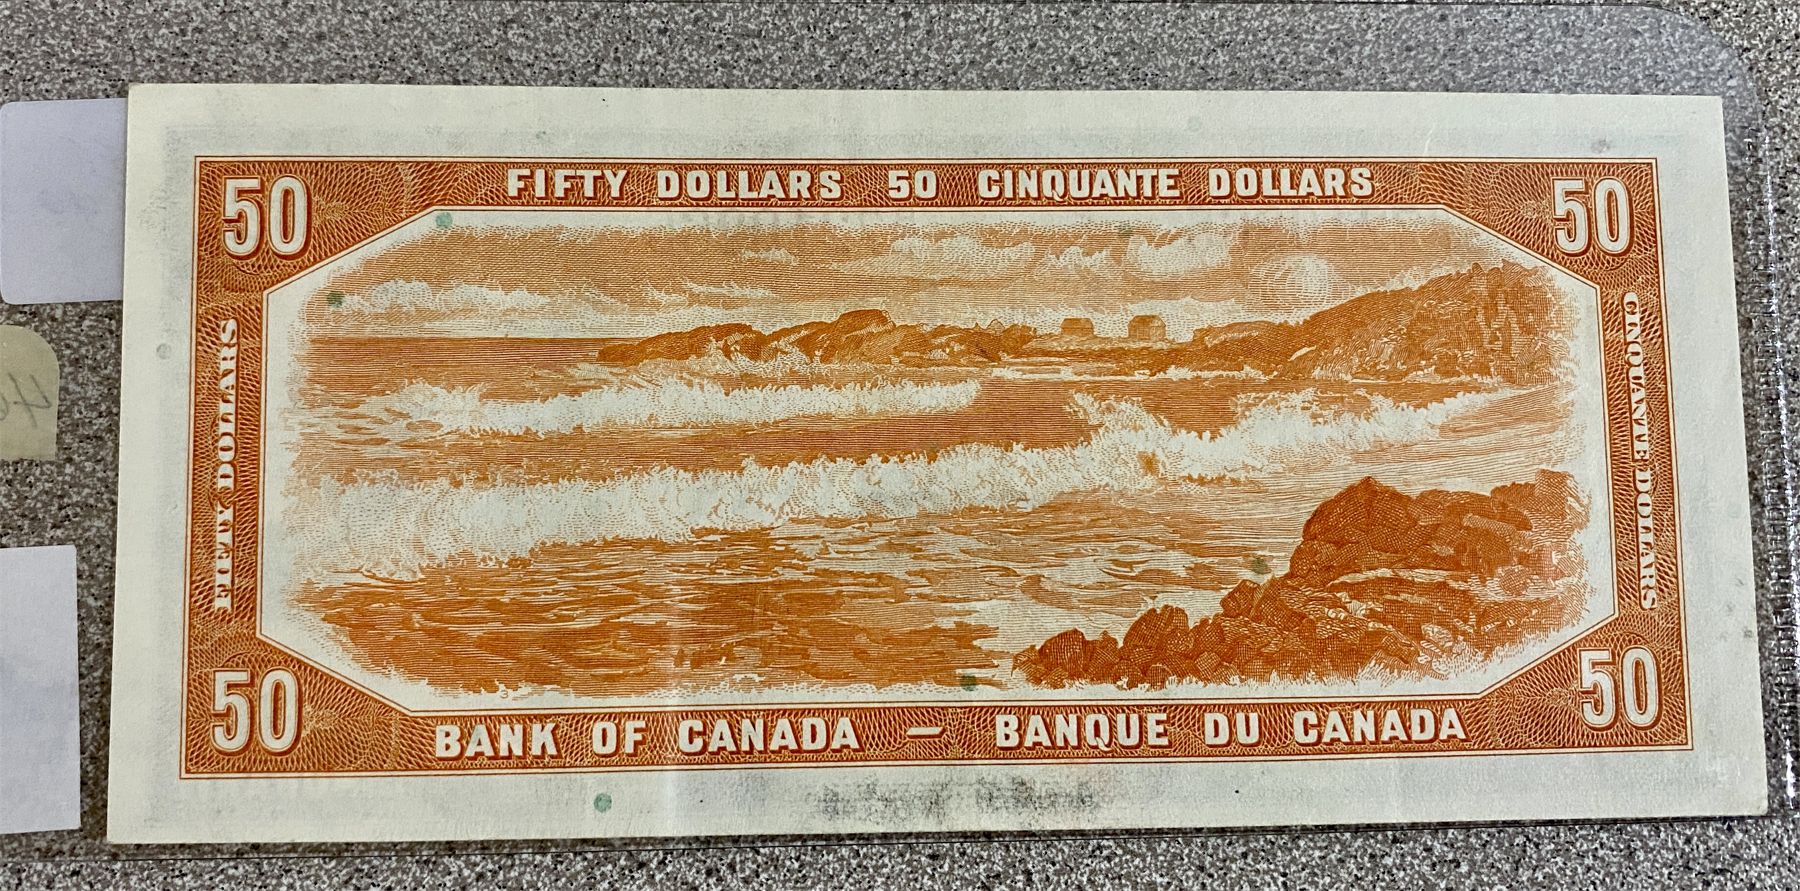 50 FIFTY DOLLARS 50 CINQUANTE DOLLARS 50
FIFTY DOLLARS
CINQUANTE DOLLARS
50 BANK OF CANADA — BANQUE DU CANADA 50